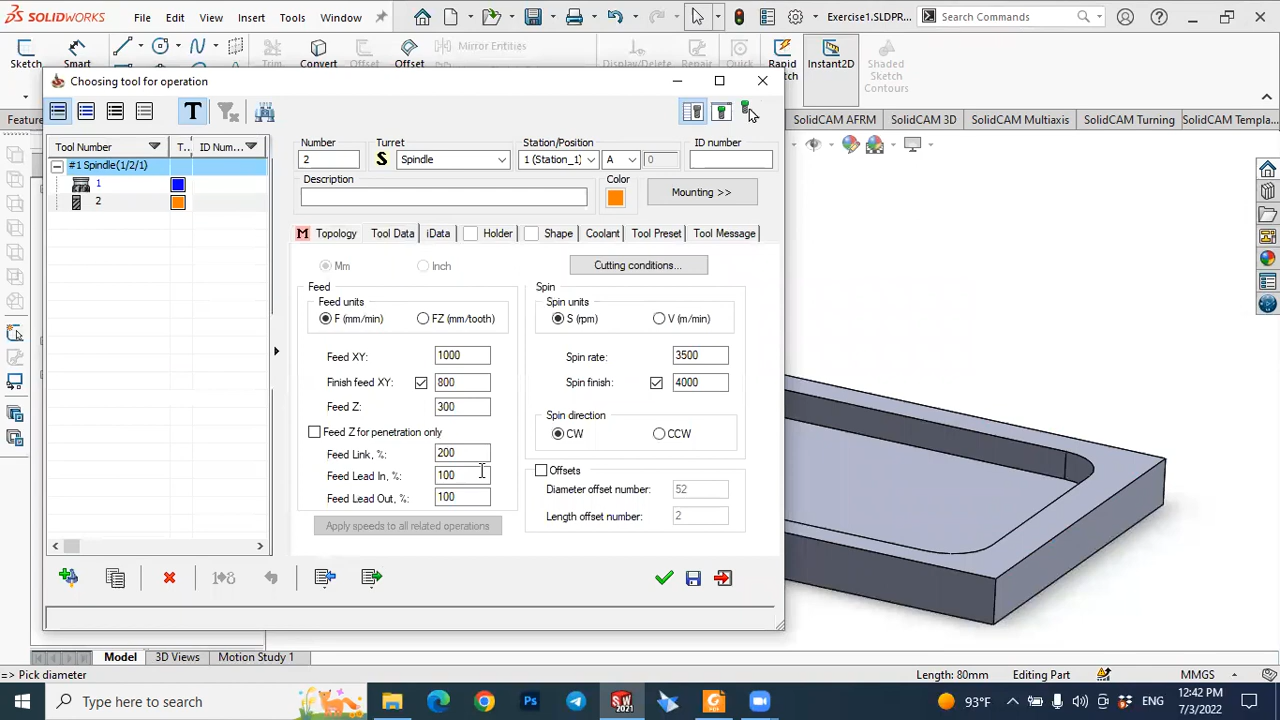 SOLIDWORKS File Edit View Insert Tools Window Exercise1.SLDPR... Search Commands
Sketch Smart Trim Convert Offset Mirror Entities Display/Delete Quick Rapid Sketch Instant2D Shaded Sketch Contours
Choosing tool for operation
Feature
SolidCAM AFRM SolidCAM 3D SolidCAM Multiaxis SolidCAM Templa...
T
Tool Number T.. ID Num...
#1 Spindle(1/2/1)
1
2
Number Turret Station/Position ID number
2 S Spindle 1 (Station_1) A 0
Description Color
Mounting >>
M Topology Tool Data iData Holder Shape Coolant Tool Preset Tool Message
Mm Inch Cutting conditions...
Feed Spin
Feed units Spin units
F (mm/min) FZ (mm/tooth) S (rpm) V (m/min)
Feed XY: 1000 Spin rate: 3500
Finish feed XY: 800 Spin finish: 4000
Feed Z: 300 Spin direction
Feed Z for penetration only CW CCW
Feed Link, %: 200
Feed Lead In, %: 100 Offsets
Feed Lead Out, %: 100 Diameter offset number: 52
Apply speeds to all related operations Length offset number: 2
Model 3D Views Motion Study 1
=> Pick diameter Length: 80mm Editing Part MMGS
Type here to search Ps SW 2021 93°F ENG 12:42 PM 7/3/2022